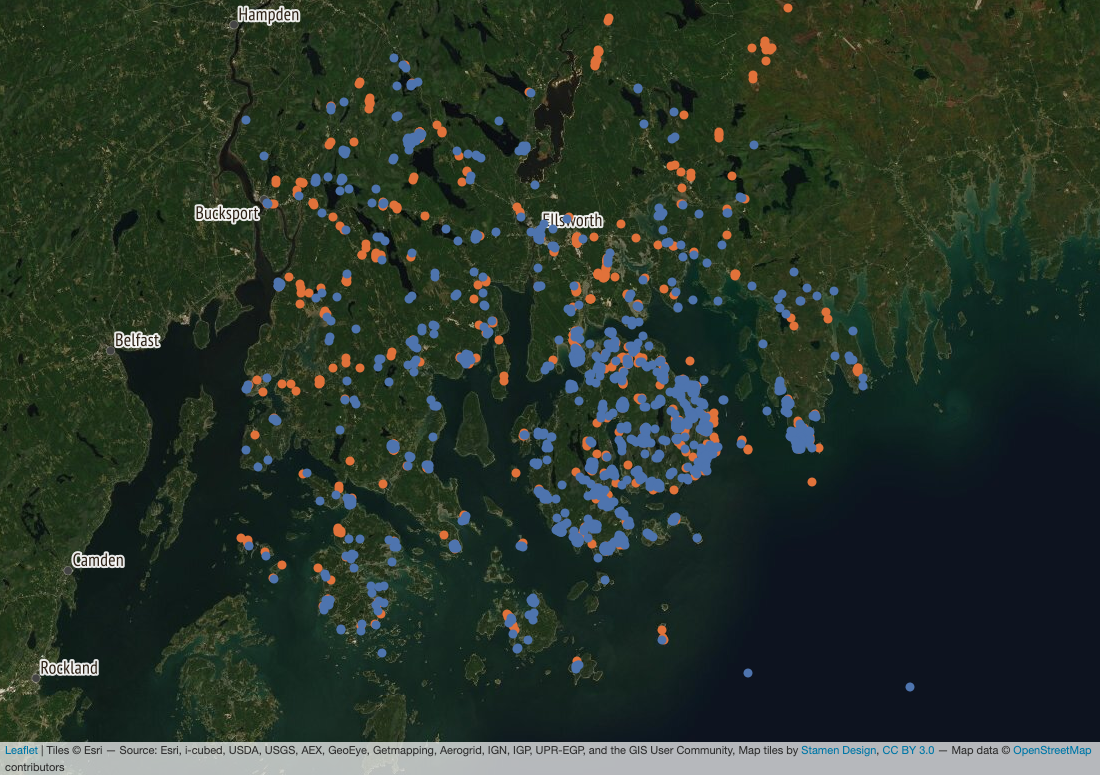 Hampden
Bucksport
Ellsworth
Belfast
Camden
Rockland
Leaflet | Tiles © Esri — Source: Esri, i-cubed, USDA, USGS, AEX, GeoEye, Getmapping, Aerogrid, IGN, IGP, UPR-EGP, and the GIS User Community, Map tiles by Stamen Design, CC BY 3.0 — Map data © OpenStreetMap
contributors